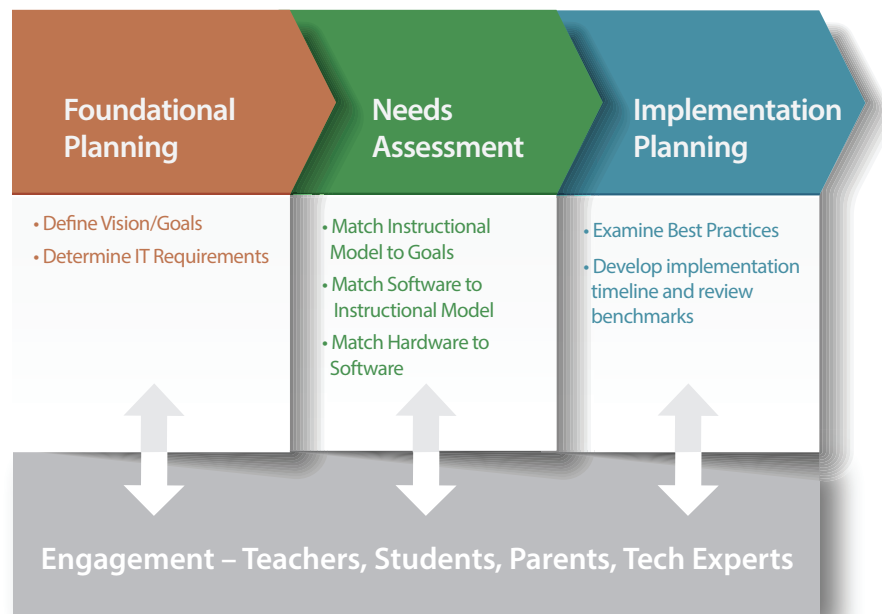 Foundational
Planning
• Define Vision/Goals
• Determine IT Requirements
Needs
Assessment
• Match Instructional
Model to Goals
• Match Software to
Instructional Model
• Match Hardware to
Software
Implementation
Planning
• Examine Best Practices
• Develop implementation
timeline and review
benchmarks
Engagement – Teachers, Students, Parents, Tech Experts